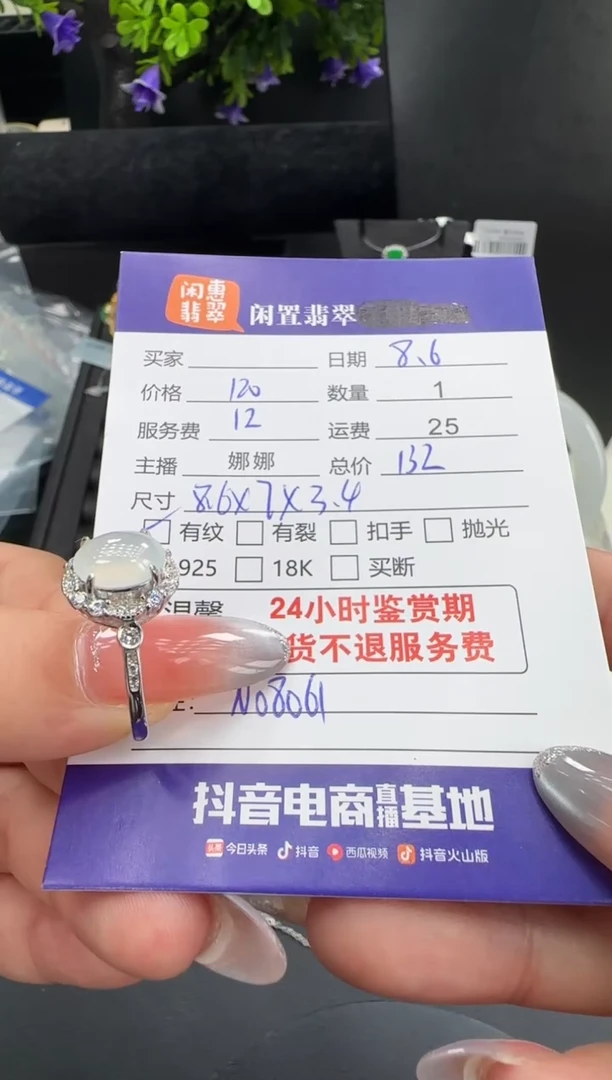 闲惠翡翠 闲置翡翠
买家 日期 8.6
价格 120 数量 1
服务费 12 运费 25
主播 娜娜 总价 132
尺寸 8.6X7X3.4
有纹 有裂 扣手 抛光
925 18K 买断
24小时鉴赏期
货不退服务费
NO8061
抖音电商直播基地
头条 今日头条 抖音 西瓜视频 抖音火山版